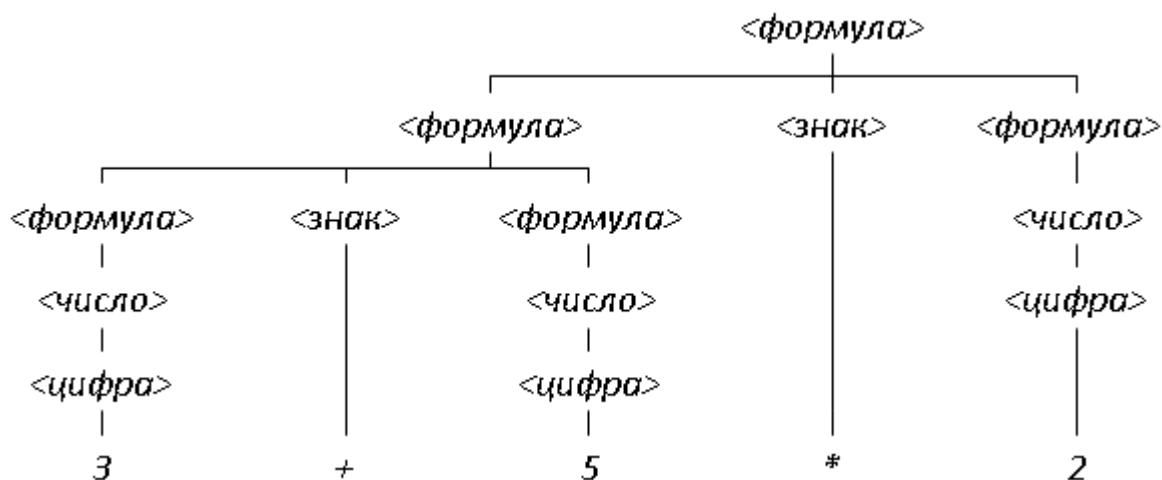 <формула>
<формула> <знак> <формула>
<формула> <знак> <формула> <число>
<число> <число> <цифра>
<цифра> <цифра>
3 + 5 * 2